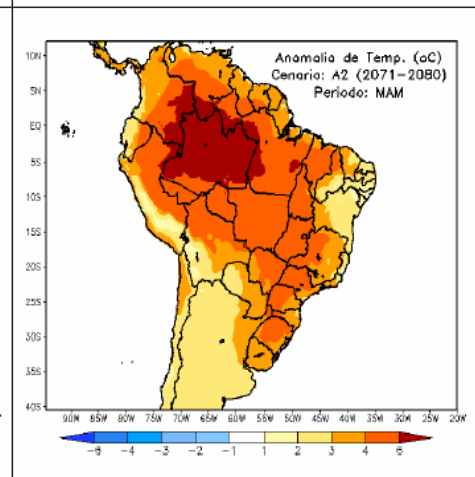 Anomalia de Temp. (oC)
Cenario: A2 (2071-2080)
Periodo: MAM
10N
5N
EQ
5S
10S
15S
20S
25S
30S
35S
40S
90W 85W 80W 75W 70W 65W 60W 55W 50W 45W 40W 35W 30W 25W 20W
-6 -4 -3 -2 -1 1 2 3 4 6